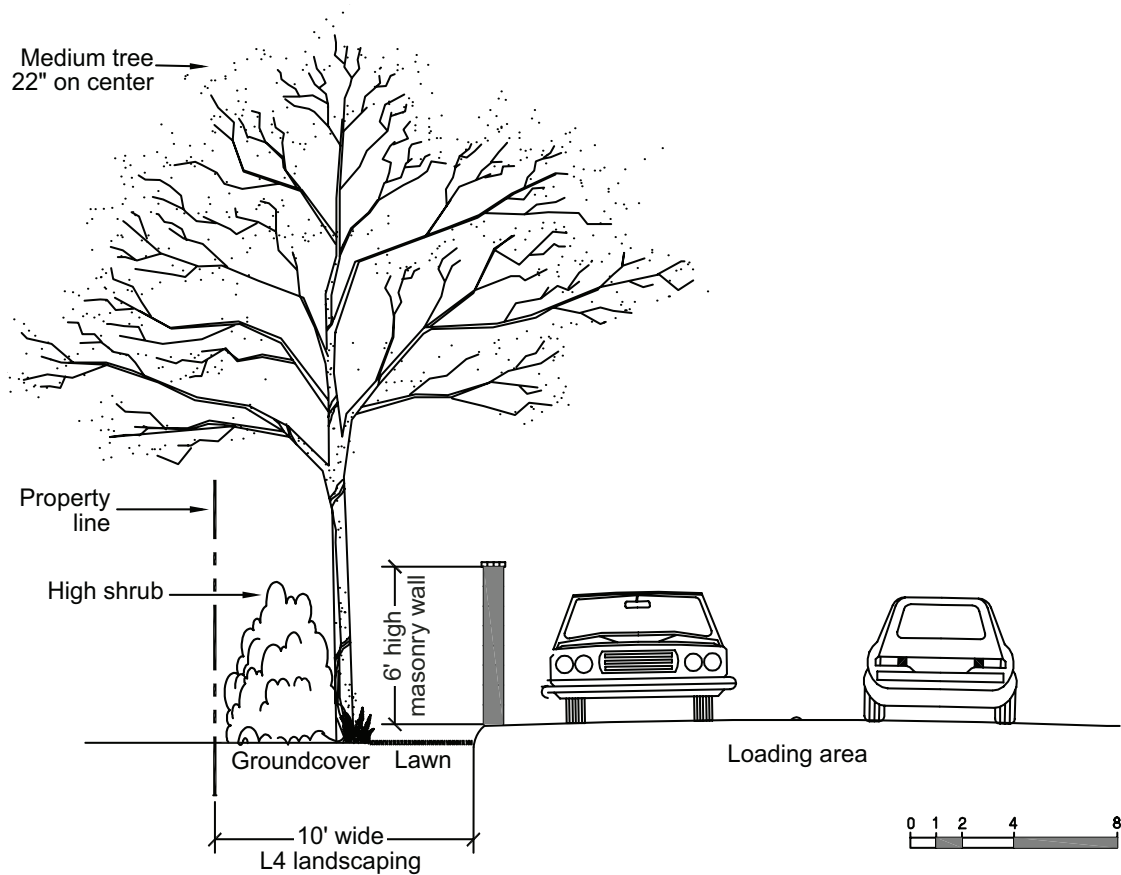 Medium tree
22" on center
Property
line
High shrub
6' high
masonry wall
Groundcover
Lawn
Loading area
10' wide
L4 landscaping
0 1 2 4 8